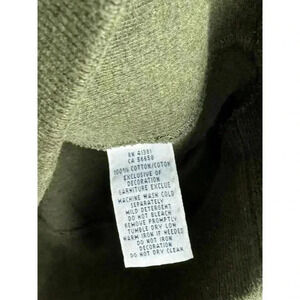 RN 41381
CA 56650
100% COTTON/COTON
EXCLUSIVE OF
DECORATION
GARNITURE EXCLUE
MACHINE WASH COLD
SEPARATELY
MILD DETERGENT
DO NOT BLEACH
REMOVE PROMPTLY
TUMBLE DRY LOW
WARM IRON IF NEEDED
DO NOT IRON
DECORATION
DO NOT DRY CLEAN